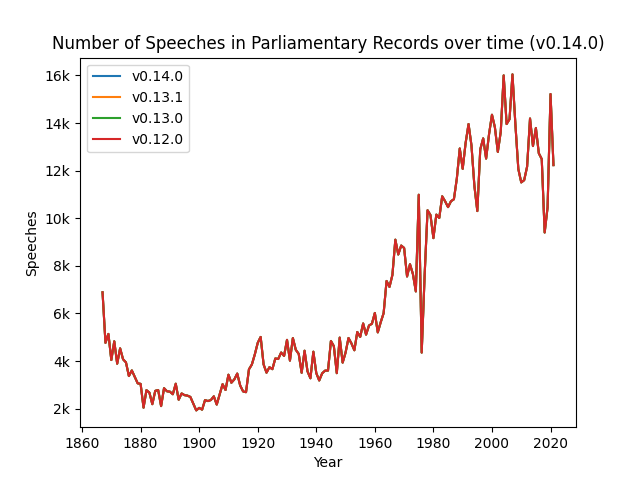 Number of Speeches in Parliamentary Records over time (v0.14.0)
v0.14.0
v0.13.1
v0.13.0
v0.12.0
16k
14k
12k
10k
8k
6k
4k
2k
Speeches
1860 1880 1900 1920 1940 1960 1980 2000 2020
Year